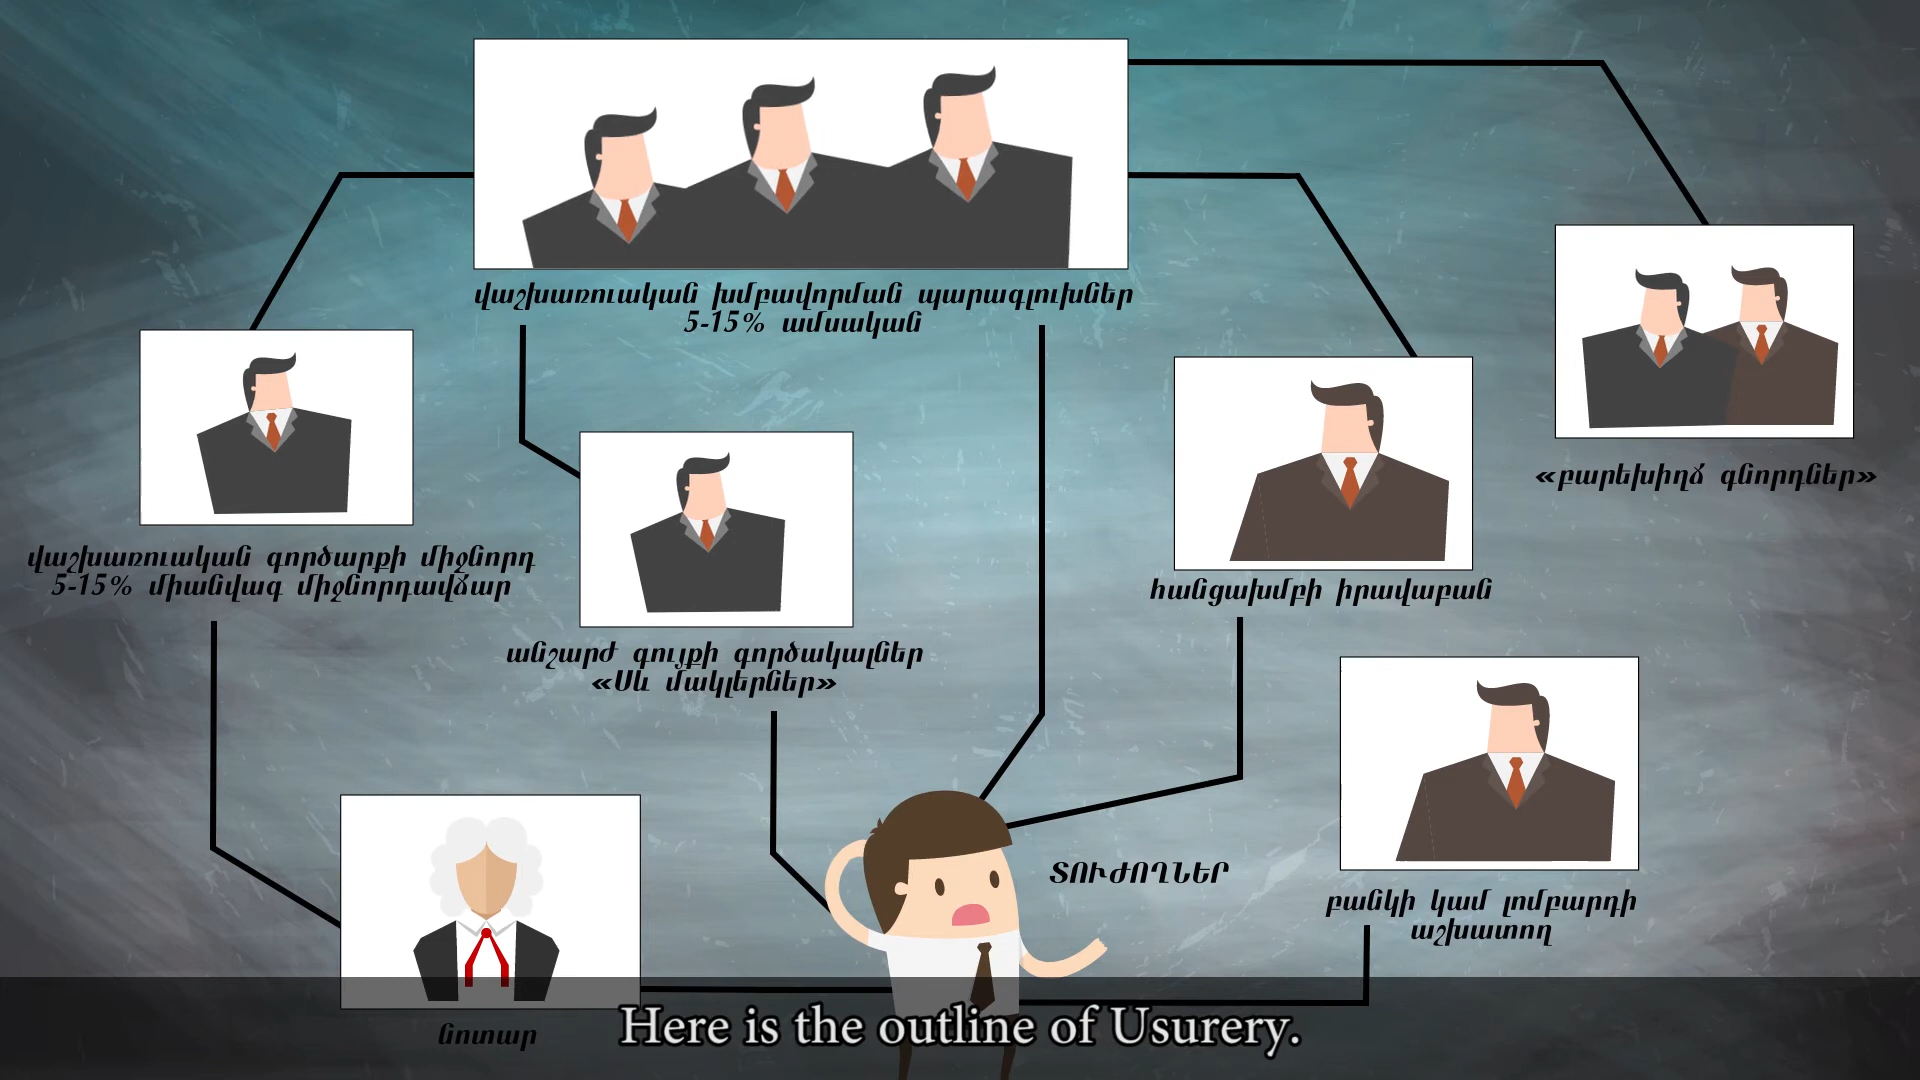 վաշխառուական խմբավորման պարագլուխներ
5-15% ամսական
«բարեխիղճ գնորդներ»
վաշխառուական գործարքի միջնորդ
5-15% միանվագ միջնորդավճար
հանցախմբի իրավաբան
անշարժ գույքի գործակալներ
«Սև մակլերներ»
ՏՈՒԺՈՂՆԵՐ
բանկի կամ լոմբարդի
աշխատող
նոտար
Here is the outline of Usurery.